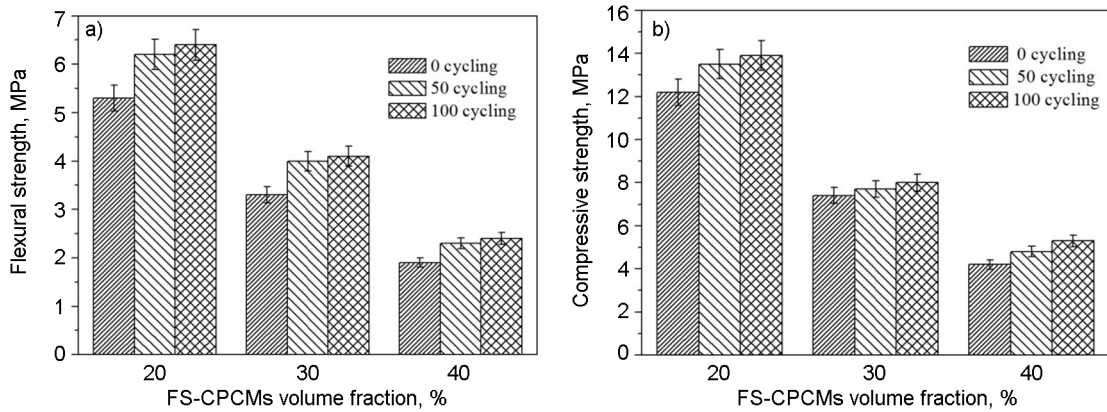 a)
Flexural strength, MPa
7
6
5
4
3
2
1
0
0 cycling
50 cycling
100 cycling
20 30 40
FS-CPCMs volume fraction, %
b)
Compressive strength, MPa
16
14
12
10
8
6
4
2
0
0 cycling
50 cycling
100 cycling
20 30 40
FS-CPCMs volume fraction, %